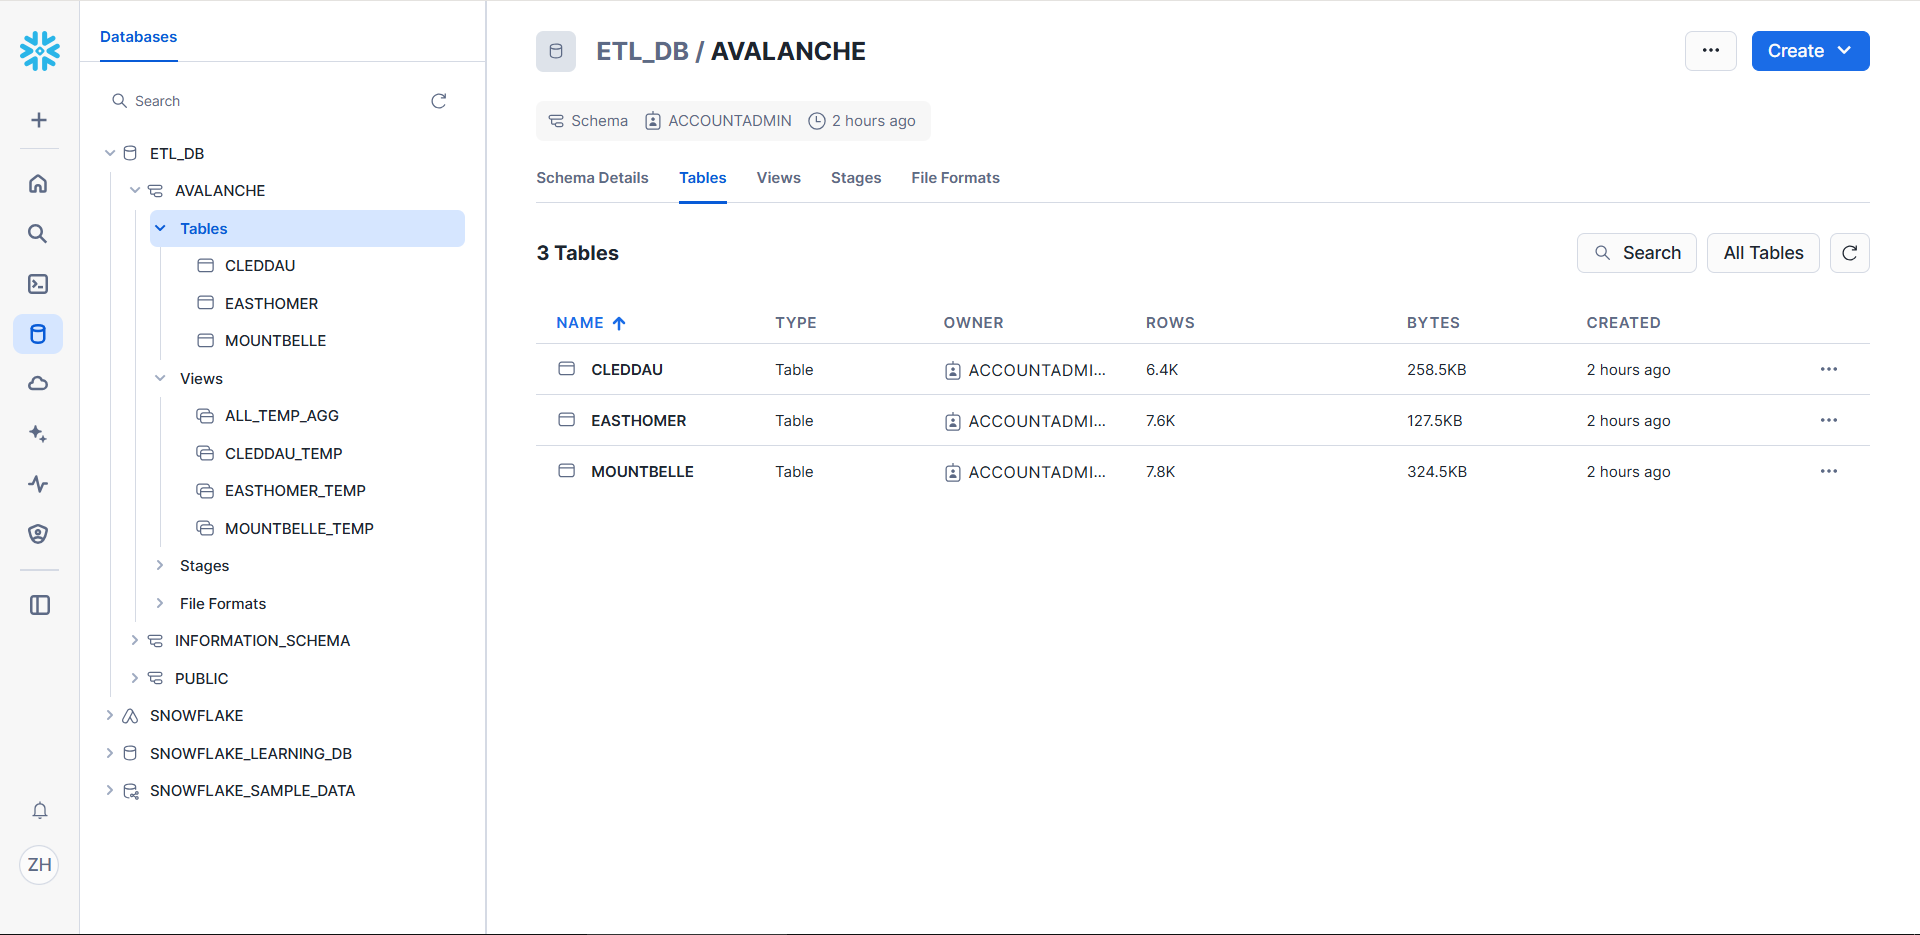 Databases
Search
ETL_DB
AVALANCHE
Tables
CLEDDAU
EASTHOMER
MOUNTBELLE
Views
ALL_TEMP_AGG
CLEDDAU_TEMP
EASTHOMER_TEMP
MOUNTBELLE_TEMP
Stages
File Formats
INFORMATION_SCHEMA
PUBLIC
SNOWFLAKE
SNOWFLAKE_LEARNING_DB
SNOWFLAKE_SAMPLE_DATA
ZH
ETL_DB / AVALANCHE
Create
Schema ACCOUNTADMIN 2 hours ago
Schema Details Tables Views Stages File Formats
3 Tables
Search All Tables
NAME TYPE OWNER ROWS BYTES CREATED
CLEDDAU Table ACCOUNTADMI... 6.4K 258.5KB 2 hours ago
EASTHOMER Table ACCOUNTADMI... 7.6K 127.5KB 2 hours ago
MOUNTBELLE Table ACCOUNTADMI... 7.8K 324.5KB 2 hours ago